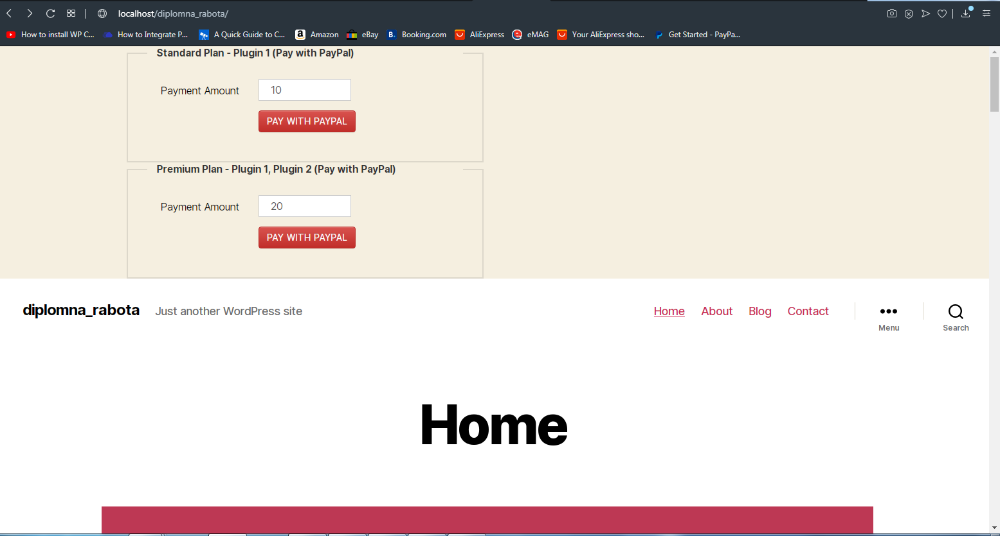 localhost/diplomna_rabota/
How to install WP C... How to Integrate P... A Quick Guide to C... Amazon eBay Booking.com AliExpress eMAG Your AliExpress sho... Get Started - PayPa...
Standard Plan - Plugin 1 (Pay with PayPal)
Payment Amount 10
PAY WITH PAYPAL
Premium Plan - Plugin 1, Plugin 2 (Pay with PayPal)
Payment Amount 20
PAY WITH PAYPAL
diplomna_rabota Just another WordPress site Home About Blog Contact
Menu Search
Home